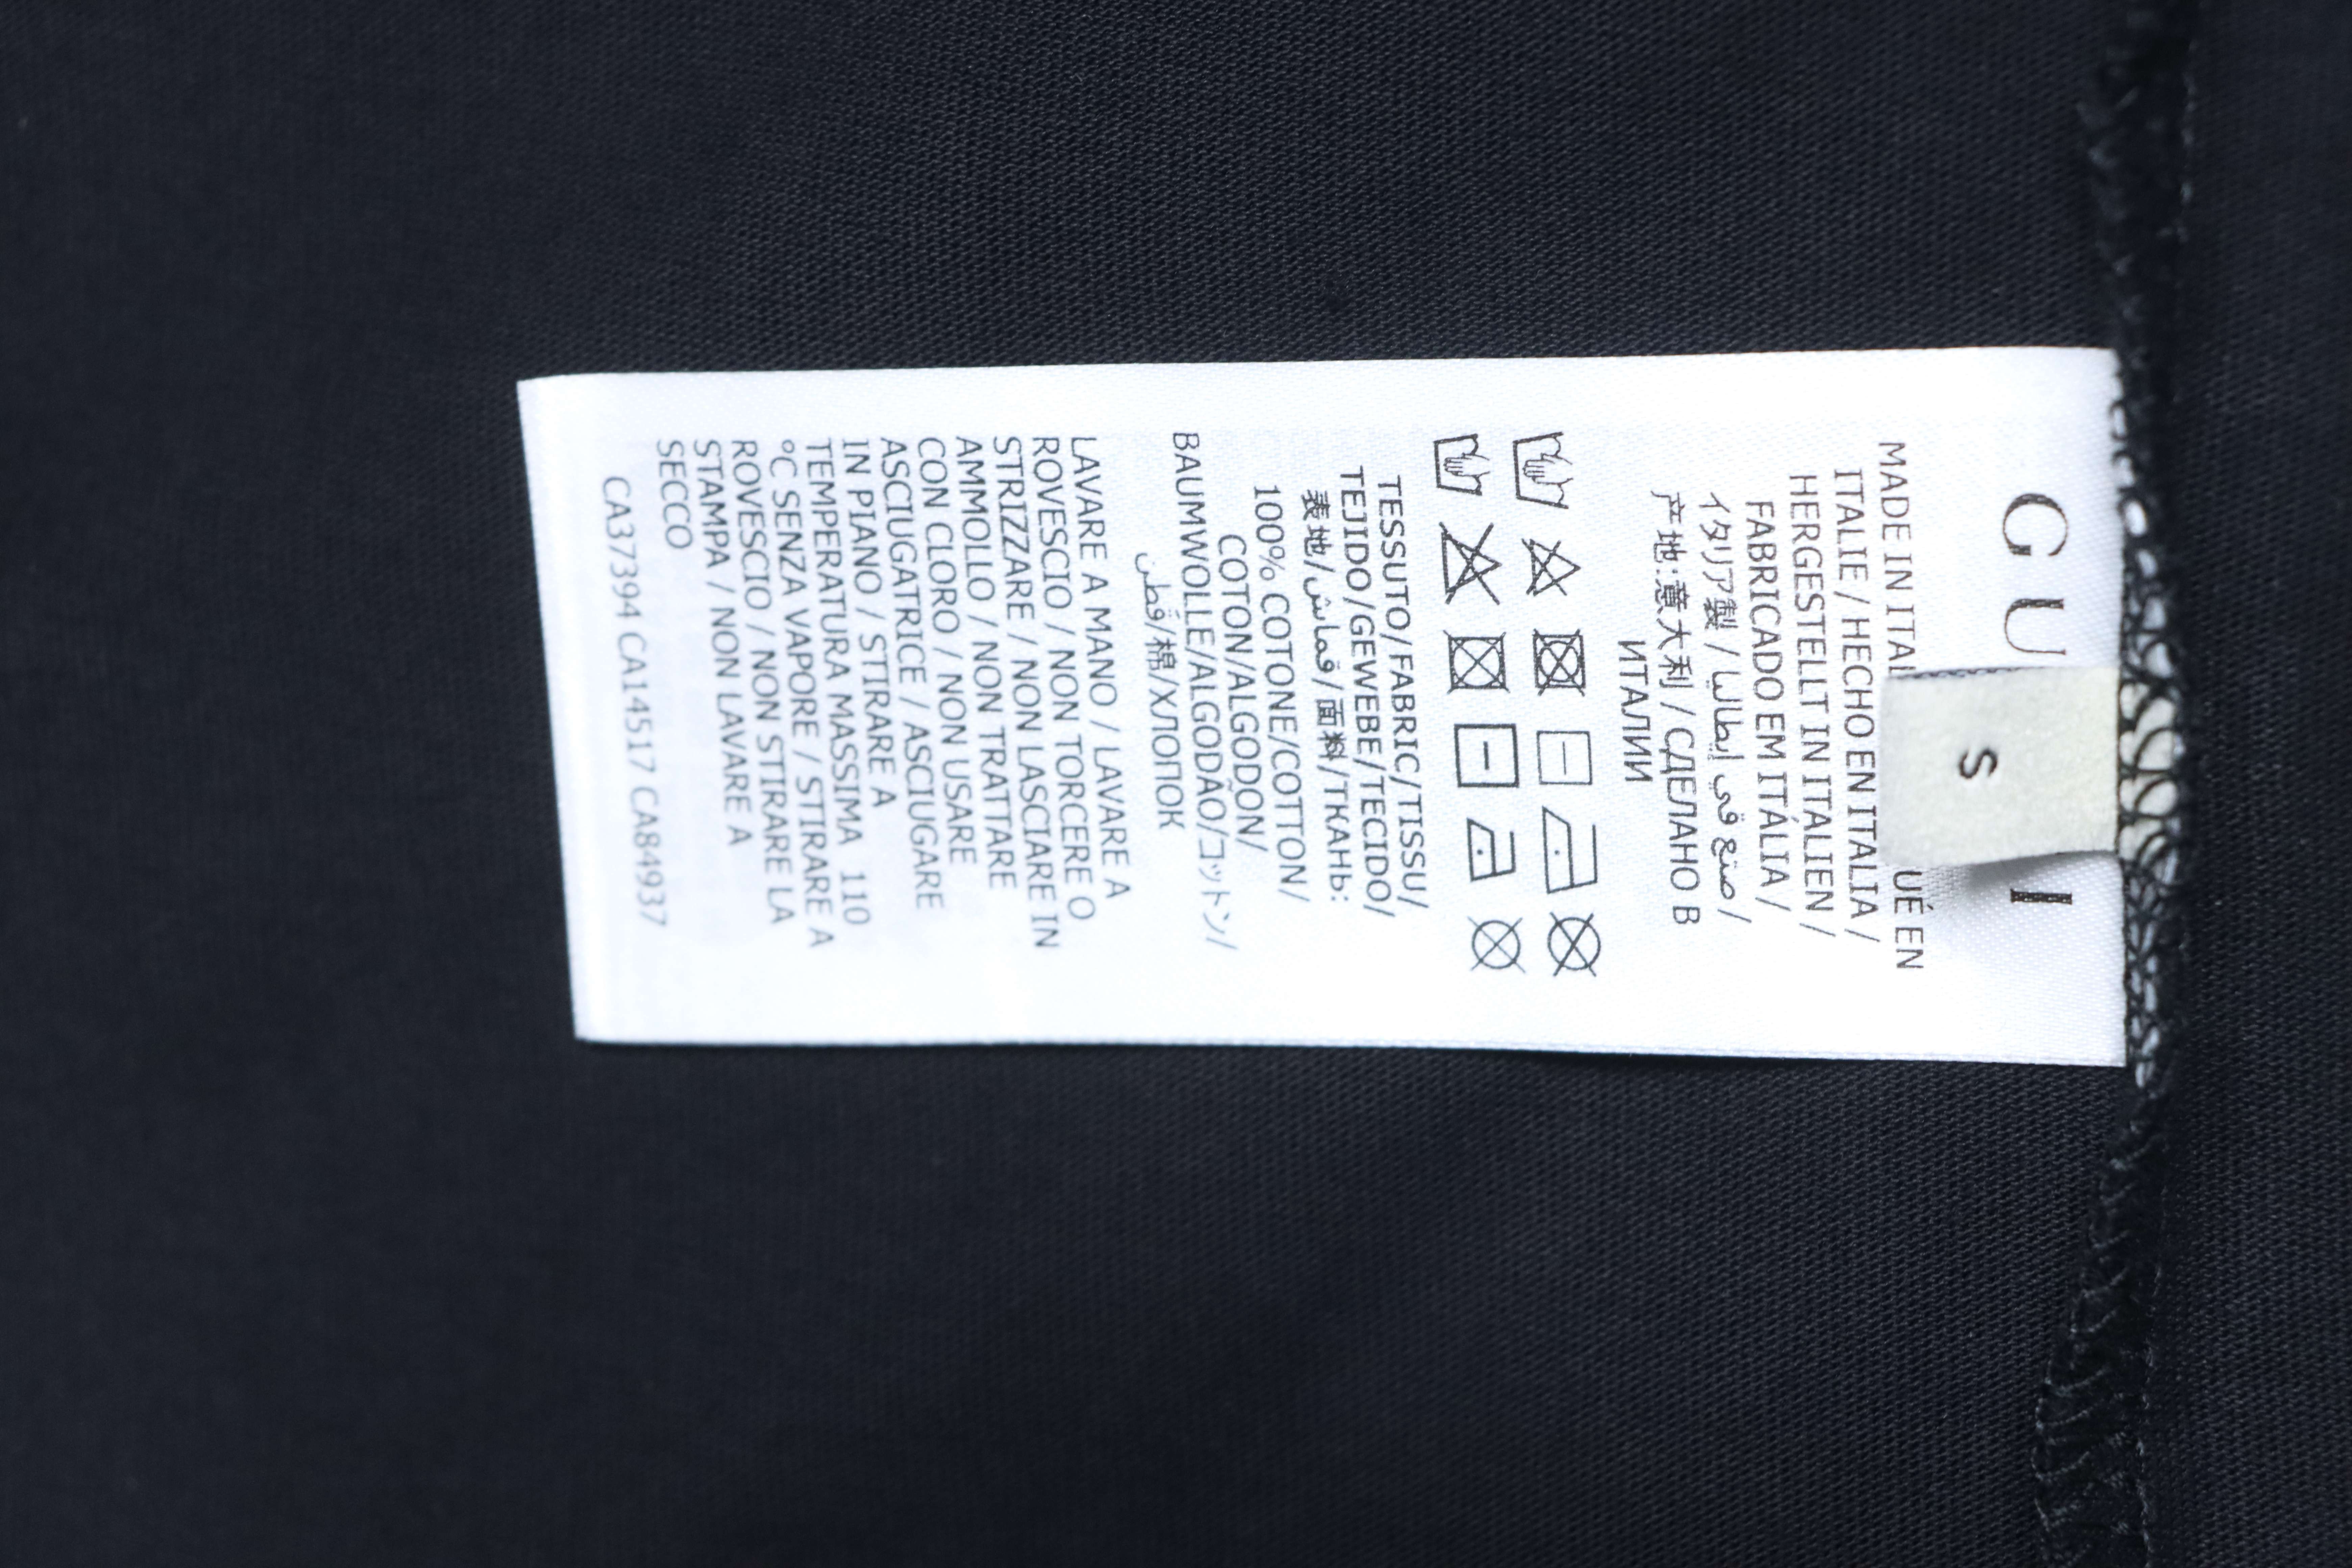 GU I
S
MADE IN ITAL UÉ EN
ITALIE / HECHO EN ITALIA /
HERGESTELLT IN ITALIEN /
FABRICADO EM ITÁLIA /
イタリア製 / صنع في إيطاليا /
产地:意大利 / СДЕЛАНО В
ИТАЛИИ
TESSUTO/FABRIC/TISSU/
TEJIDO/GEWEBE/TECIDO/
表地/قماش/面料/ТКАНЬ:
100% COTONE/COTTON/
COTON/ALGODON/
BAUMWOLLE/ALGODÃO/コットン/
قطن/棉/ХЛОПОК
LAVARE A MANO / LAVARE A
ROVESCIO / NON TORCERE O
STRIZZARE / NON LASCIARE IN
AMMOLLO / NON TRATTARE
CON CLORO / NON USARE
ASCIUGATRICE / ASCIUGARE
IN PIANO / STIRARE A
TEMPERATURA MASSIMA 110
°C SENZA VAPORE / STIRARE A
ROVESCIO / NON STIRARE LA
STAMPA / NON LAVARE A
SECCO
CA37394 CA14517 CA84937